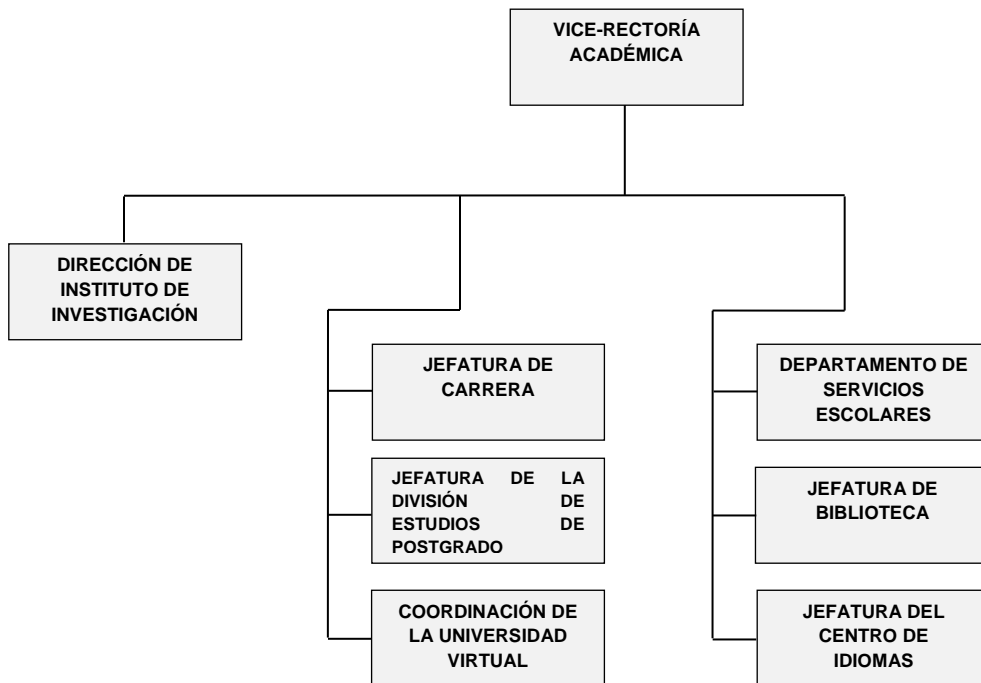 VICE-RECTORÍA
ACADÉMICA
DIRECCIÓN DE
INSTITUTO DE
INVESTIGACIÓN
JEFATURA DE
CARRERA
JEFATURA DE LA
DIVISIÓN DE
ESTUDIOS DE
POSTGRADO
COORDINACIÓN DE
LA UNIVERSIDAD
VIRTUAL
DEPARTAMENTO DE
SERVICIOS
ESCOLARES
JEFATURA DE
BIBLIOTECA
JEFATURA DEL
CENTRO DE
IDIOMAS